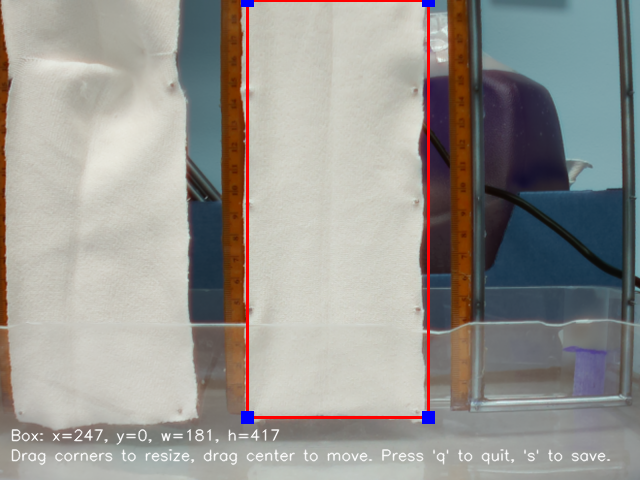 Box: x=247, y=0, w=181, h=417
Drag corners to resize, drag center to move. Press 'q' to quit, 's' to save.